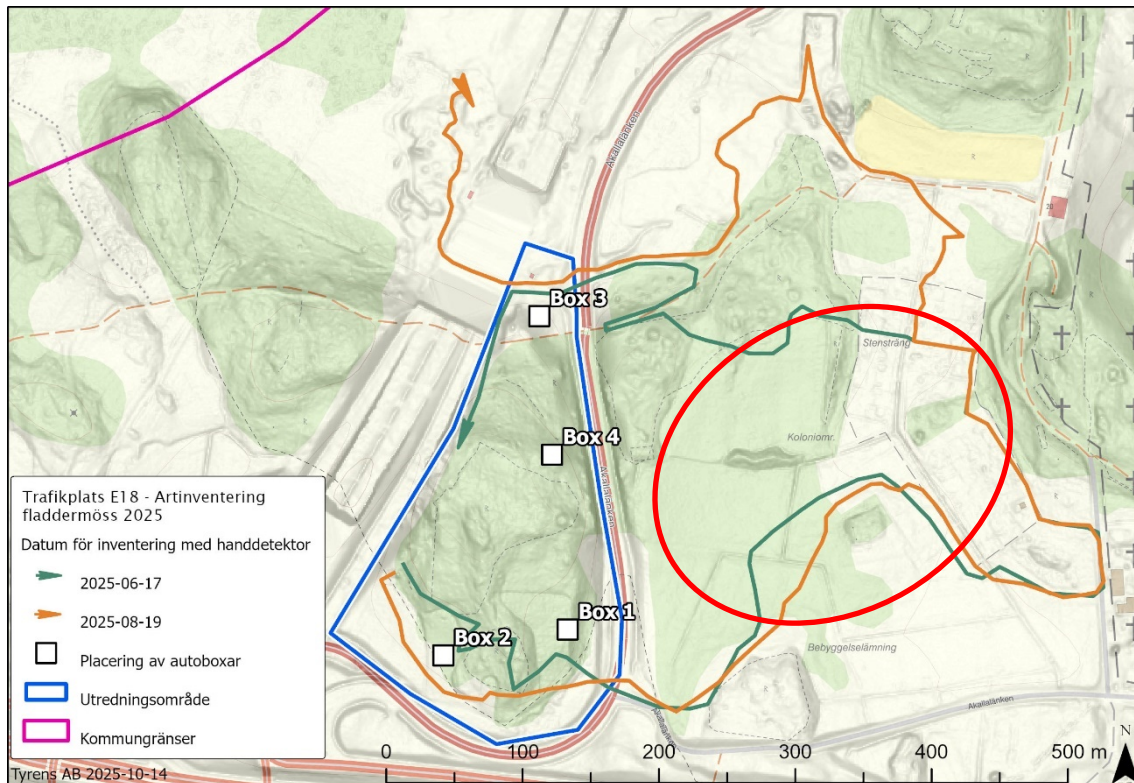 Akallalänken
20
Box 3
Stensträng
Koloniomr.
Box 4
Akallalänken
Trafikplats E18 - Artinventering
fladdermöss 2025
Datum för inventering med handdetektor
2025-06-17
2025-08-19
Placering av autoboxar
Utredningsområde
Kommungränser
Box 1
Box 2
Bebyggelselämning
Akallalänken
N
0 100 200 300 400 500 m
Tyrens AB 2025-10-14